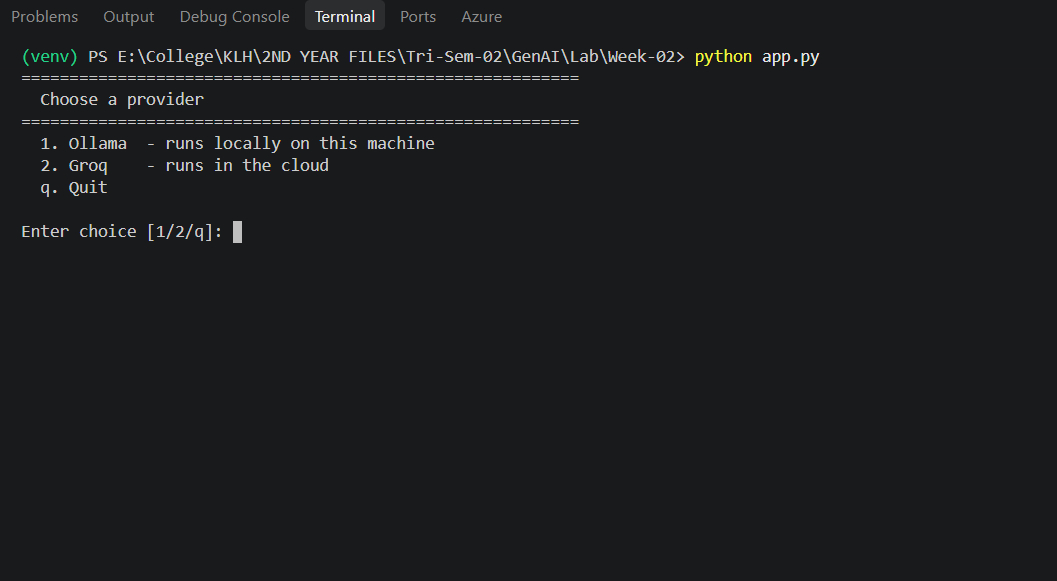 Problems Output Debug Console Terminal Ports Azure
(venv) PS E:\College\KLH\2ND YEAR FILES\Tri-Sem-02\GenAI\Lab\Week-02> python app.py
==========================================================
  Choose a provider
==========================================================
  1. Ollama  - runs locally on this machine
  2. Groq    - runs in the cloud
  q. Quit
Enter choice [1/2/q]: